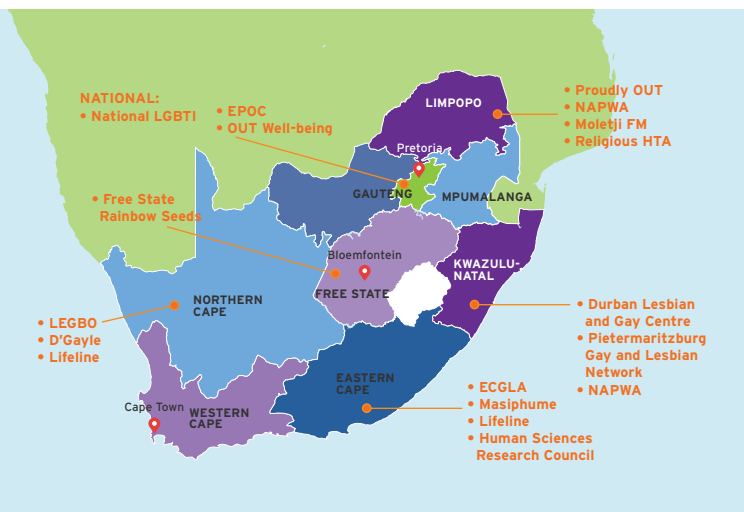 NATIONAL:
• National LGBTI
• EPOC
• OUT Well-being
LIMPOPO
• Proudly OUT
• NAPWA
• Moletji FM
• Religious HTA
Pretoria
GAUTENG
MPUMALANGA
• Free State
Rainbow Seeds
Bloemfontein
FREE STATE
KWAZULU-
NATAL
NORTHERN
CAPE
• LEGBO
• D'Gayle
• Lifeline
• Durban Lesbian
and Gay Centre
• Pietermaritzburg
Gay and Lesbian
Network
• NAPWA
EASTERN
CAPE
• ECGLA
• Masiphume
• Lifeline
• Human Sciences
Research Council
Cape Town
WESTERN
CAPE